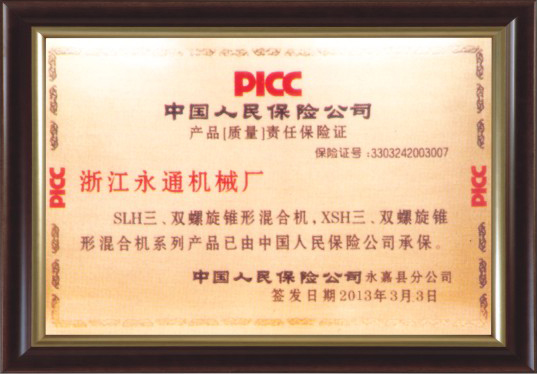 PICC
中国人民保险公司
产品[质量]责任保险证
保险证号:3303242003007
PICC
PICC
浙江永通机械厂
SLH三、双螺旋锥形混合机,XSH三、双螺旋锥
形混合机系列产品已由中国人民保险公司承保。
中国人民保险公司永嘉县分公司
签发日期2013年3月3日